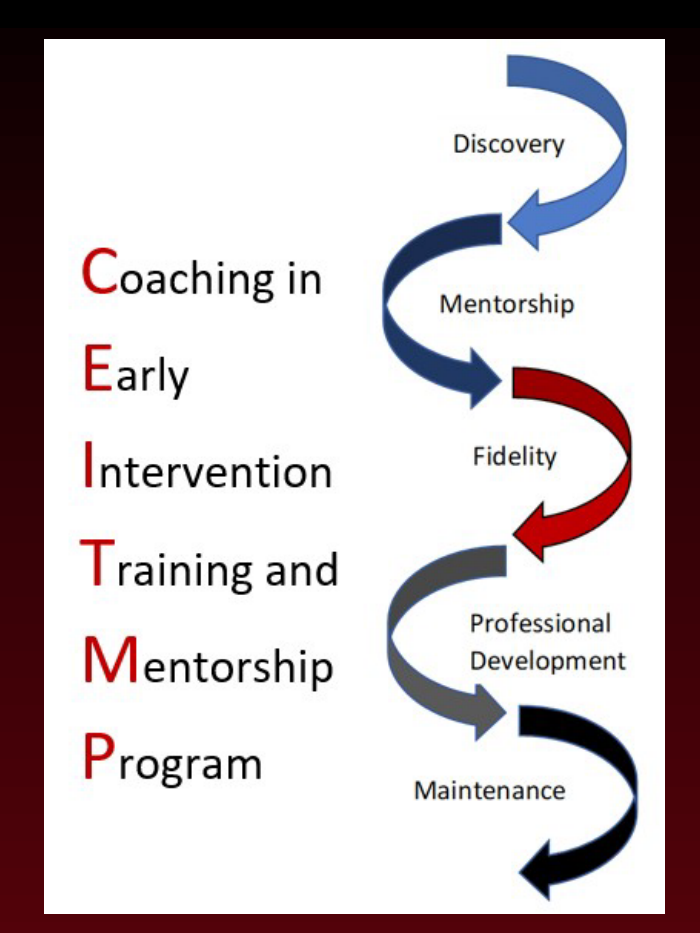 Coaching in
Early
Intervention
Training and
Mentorship
Program
Discovery
Mentorship
Fidelity
Professional
Development
Maintenance